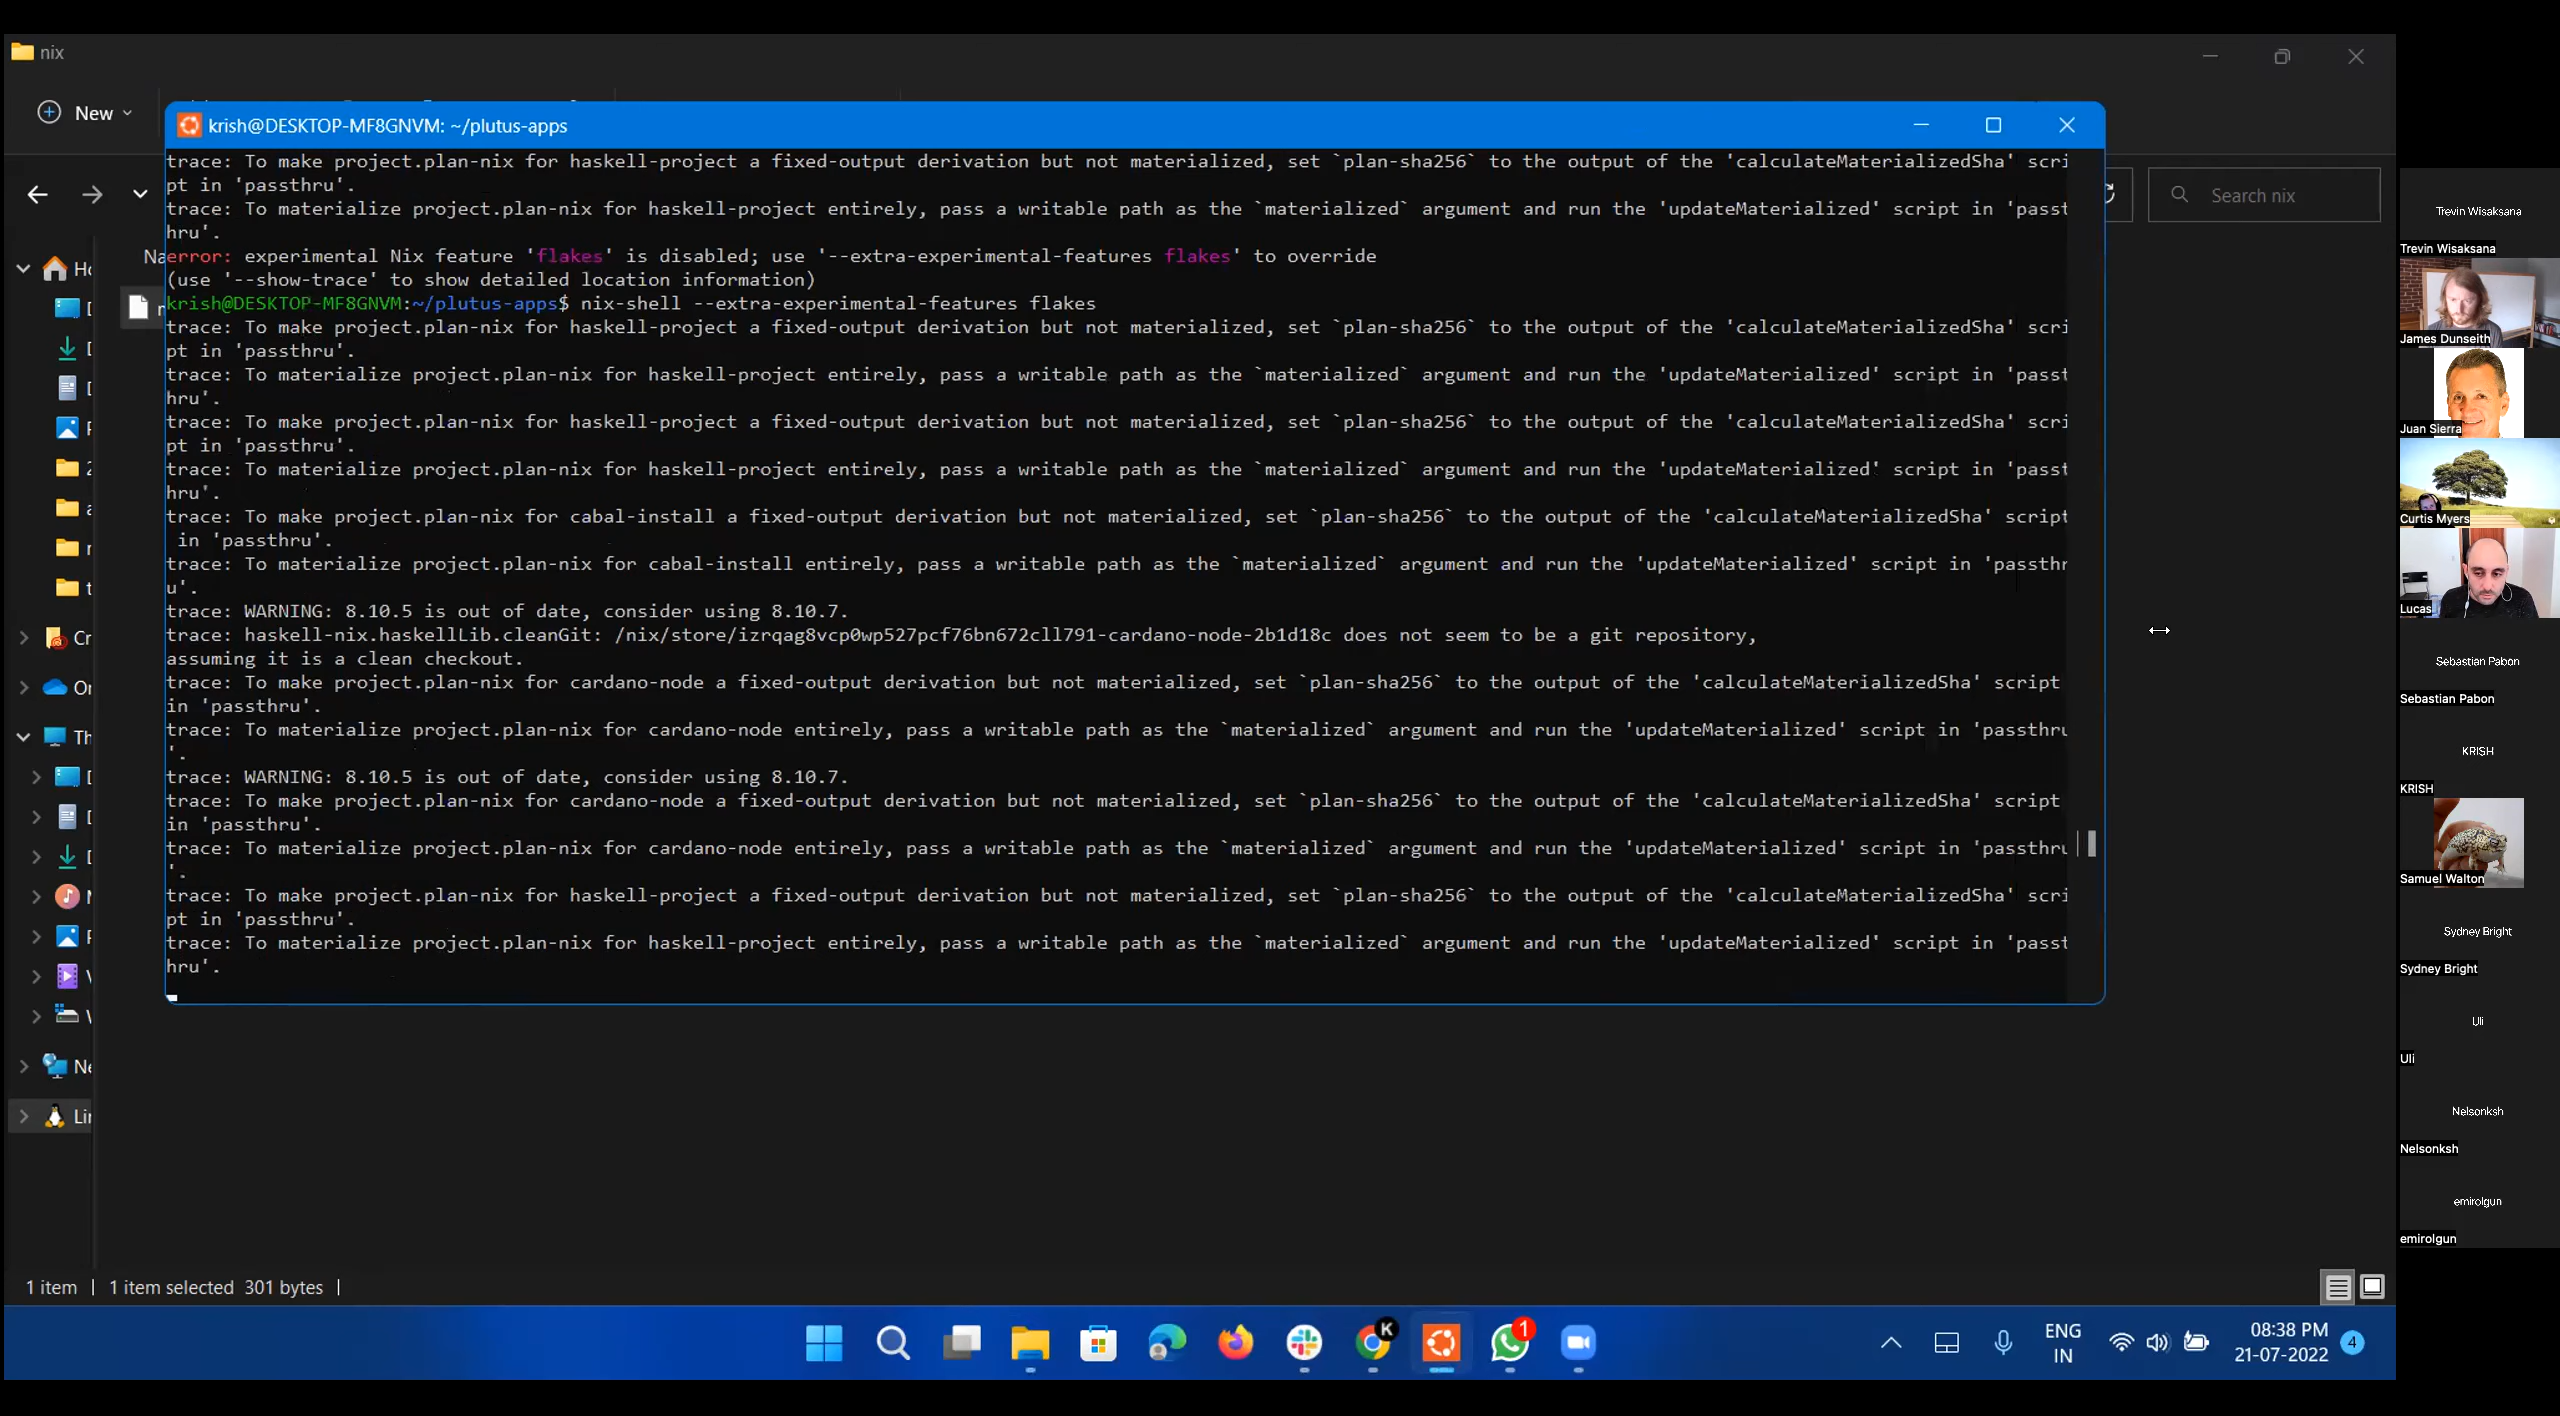 nix
New
krish@DESKTOP-MF8GNVM: ~/plutus-apps
Search nix
trace: To make project.plan-nix for haskell-project a fixed-output derivation but not materialized, set `plan-sha256` to the output of the 'calculateMaterializedSha' scri
pt in 'passthru'.
trace: To materialize project.plan-nix for haskell-project entirely, pass a writable path as the `materialized` argument and run the 'updateMaterialized' script in 'passt
hru'.
error: experimental Nix feature 'flakes' is disabled; use '--extra-experimental-features flakes' to override
(use '--show-trace' to show detailed location information)
krish@DESKTOP-MF8GNVM:~/plutus-apps$ nix-shell --extra-experimental-features flakes
trace: To make project.plan-nix for haskell-project a fixed-output derivation but not materialized, set `plan-sha256` to the output of the 'calculateMaterializedSha' scri
pt in 'passthru'.
trace: To materialize project.plan-nix for haskell-project entirely, pass a writable path as the `materialized` argument and run the 'updateMaterialized' script in 'passt
hru'.
trace: To make project.plan-nix for haskell-project a fixed-output derivation but not materialized, set `plan-sha256` to the output of the 'calculateMaterializedSha' scri
pt in 'passthru'.
trace: To materialize project.plan-nix for haskell-project entirely, pass a writable path as the `materialized` argument and run the 'updateMaterialized' script in 'passt
hru'.
trace: To make project.plan-nix for cabal-install a fixed-output derivation but not materialized, set `plan-sha256` to the output of the 'calculateMaterializedSha' script
in 'passthru'.
trace: To materialize project.plan-nix for cabal-install entirely, pass a writable path as the `materialized` argument and run the 'updateMaterialized' script in 'passthr
u'.
trace: WARNING: 8.10.5 is out of date, consider using 8.10.7.
trace: haskell-nix.haskellLib.cleanGit: /nix/store/izrqag8vcp0wp527pcf76bn672cll791-cardano-node-2b1d18c does not seem to be a git repository,
assuming it is a clean checkout.
trace: To make project.plan-nix for cardano-node a fixed-output derivation but not materialized, set `plan-sha256` to the output of the 'calculateMaterializedSha' script
in 'passthru'.
trace: To materialize project.plan-nix for cardano-node entirely, pass a writable path as the `materialized` argument and run the 'updateMaterialized' script in 'passthru
'.
trace: WARNING: 8.10.5 is out of date, consider using 8.10.7.
trace: To make project.plan-nix for cardano-node a fixed-output derivation but not materialized, set `plan-sha256` to the output of the 'calculateMaterializedSha' script
in 'passthru'.
trace: To materialize project.plan-nix for cardano-node entirely, pass a writable path as the `materialized` argument and run the 'updateMaterialized' script in 'passthru
'.
trace: To make project.plan-nix for haskell-project a fixed-output derivation but not materialized, set `plan-sha256` to the output of the 'calculateMaterializedSha' scri
pt in 'passthru'.
trace: To materialize project.plan-nix for haskell-project entirely, pass a writable path as the `materialized` argument and run the 'updateMaterialized' script in 'passt
hru'.
1 item | 1 item selected 301 bytes |
K
1
ENG
IN
08:38 PM
21-07-2022
4
Trevin Wisaksana
Trevin Wisaksana
James Dunseith
Juan Sierra
Curtis Myers
Lucas
Sebastian Pabon
Sebastian Pabon
KRISH
KRISH
Samuel Walton
Sydney Bright
Sydney Bright
Uli
Uli
Nelsonksh
Nelsonksh
emirolgun
emirolgun